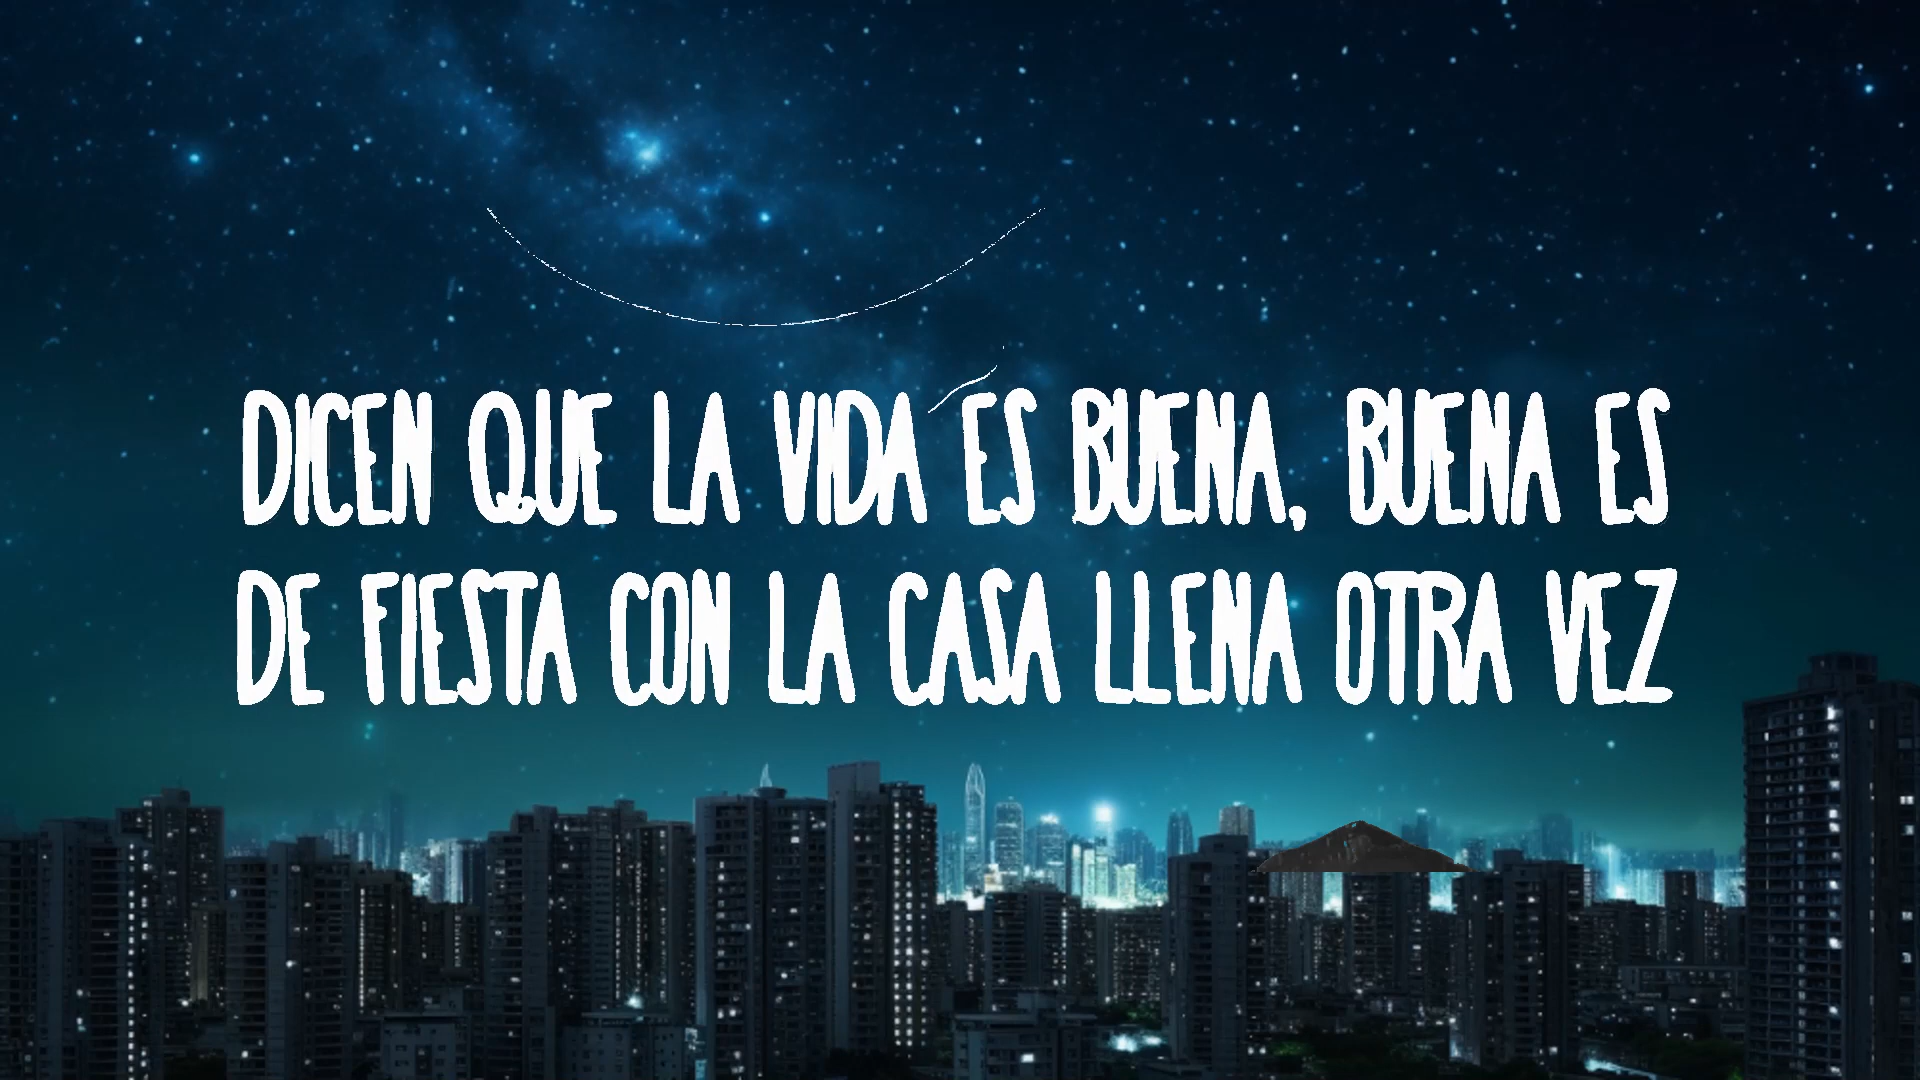 DICEN QUE LA VIDA ES BUENA, BUENA ES
DE FIESTA CON LA CASA LLENA OTRA VEZ